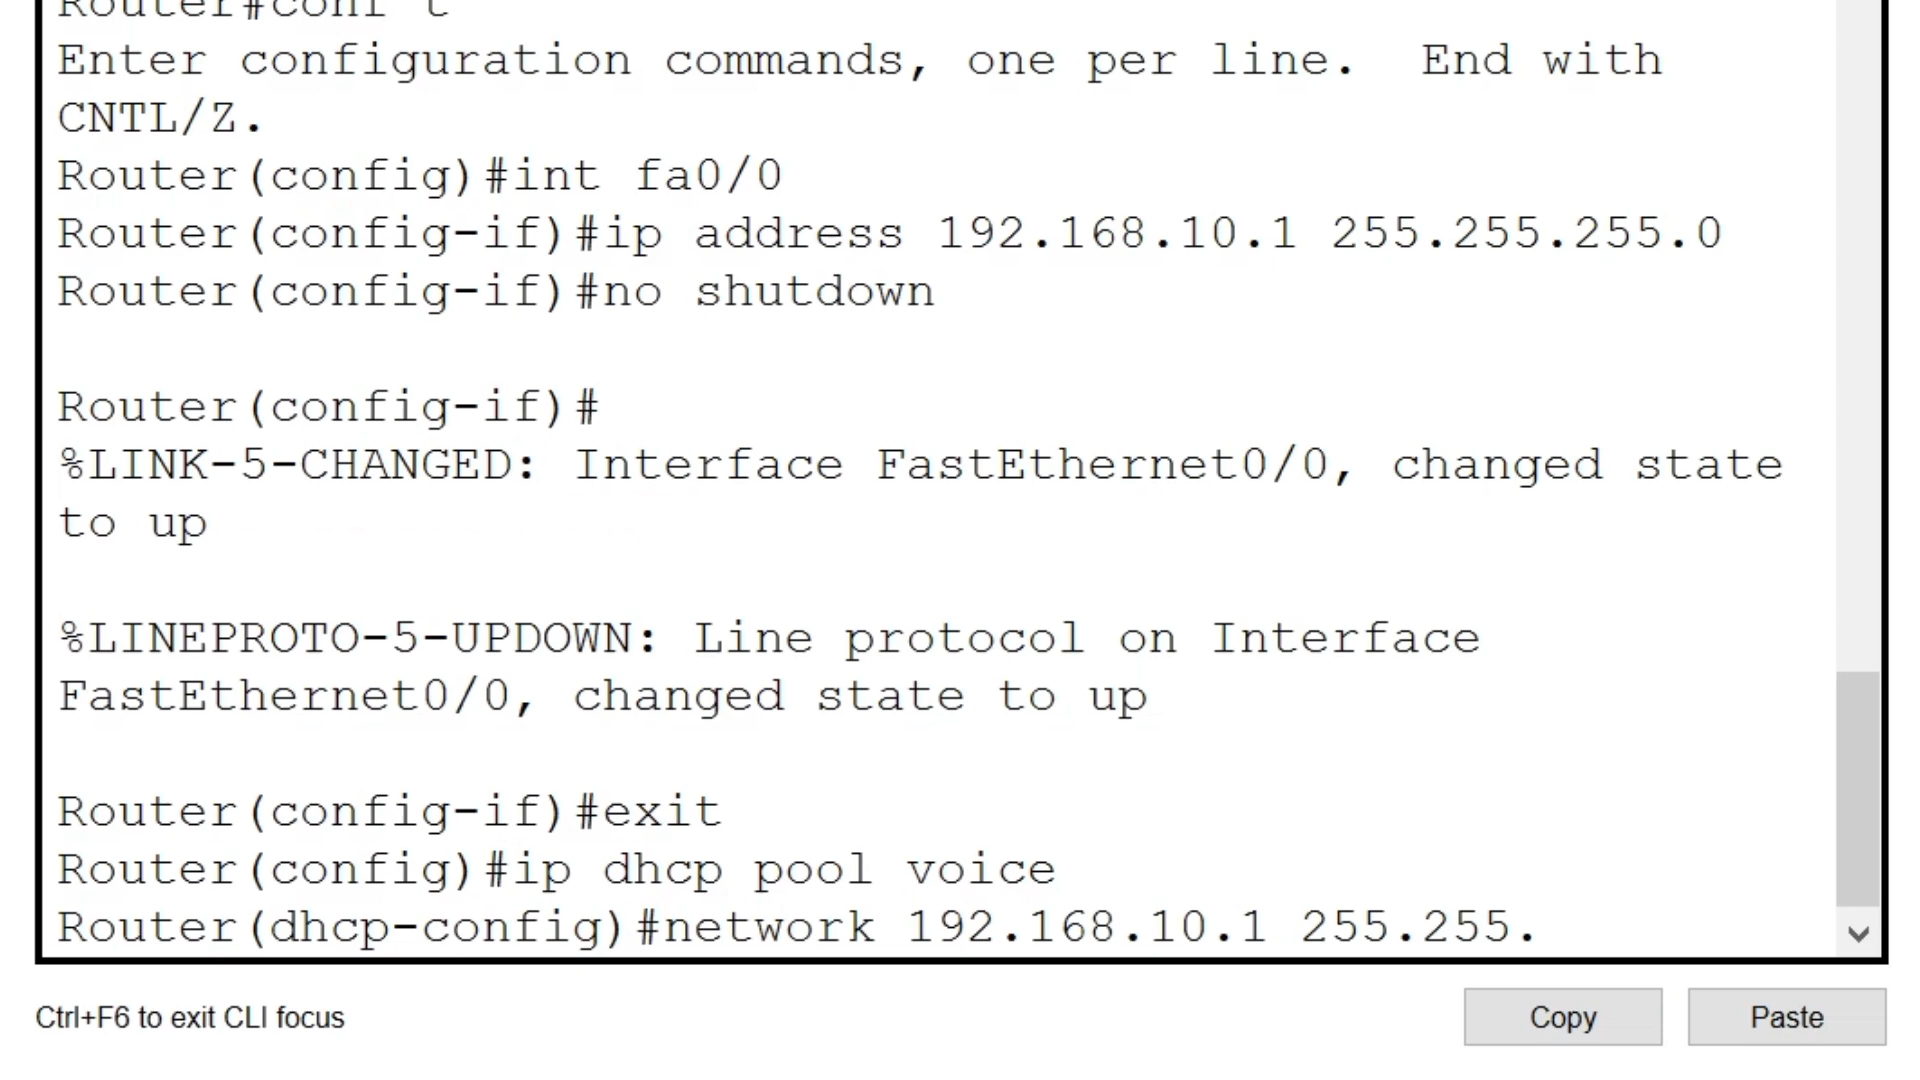 Router#conf t
Enter configuration commands, one per line.  End with
CNTL/Z.
Router(config)#int fa0/0
Router(config-if)#ip address 192.168.10.1 255.255.255.0
Router(config-if)#no shutdown
Router(config-if)#
%LINK-5-CHANGED: Interface FastEthernet0/0, changed state
to up
%LINEPROTO-5-UPDOWN: Line protocol on Interface
FastEthernet0/0, changed state to up
Router(config-if)#exit
Router(config)#ip dhcp pool voice
Router(dhcp-config)#network 192.168.10.1 255.255.
Ctrl+F6 to exit CLI focus
Copy
Paste